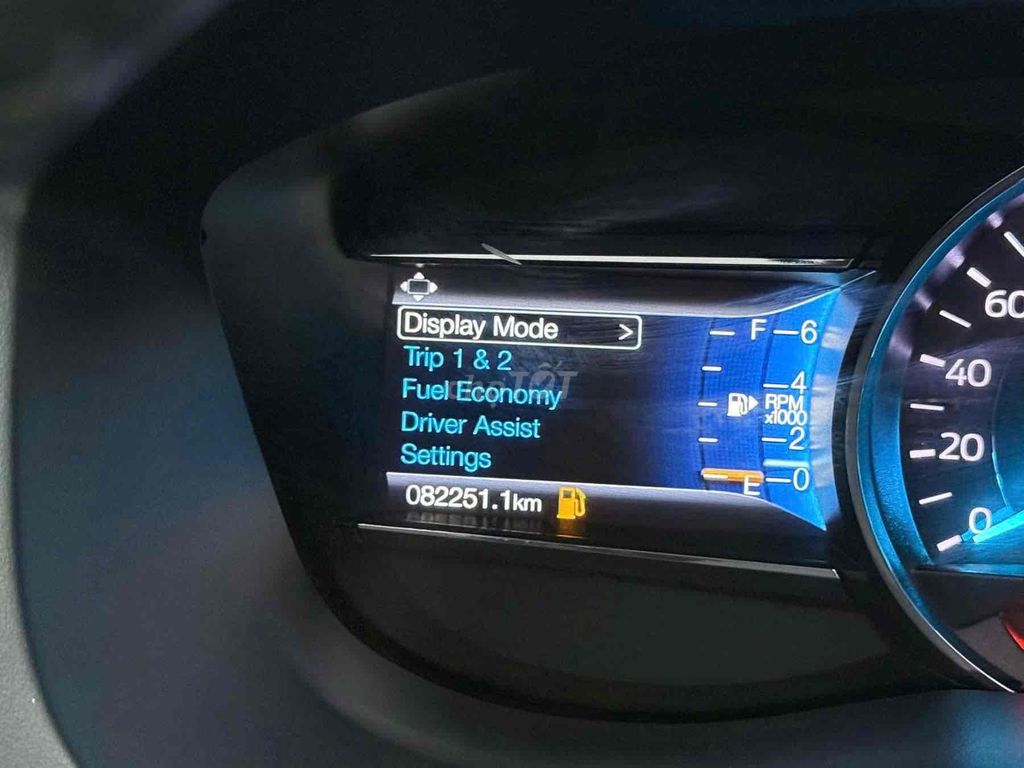 Display Mode >
Trip 1 & 2
Fuel Economy
Driver Assist
Settings
082251.1km
F 6
4
RPM
x1000
2
E 0
60
40
20
0
chợTỐT